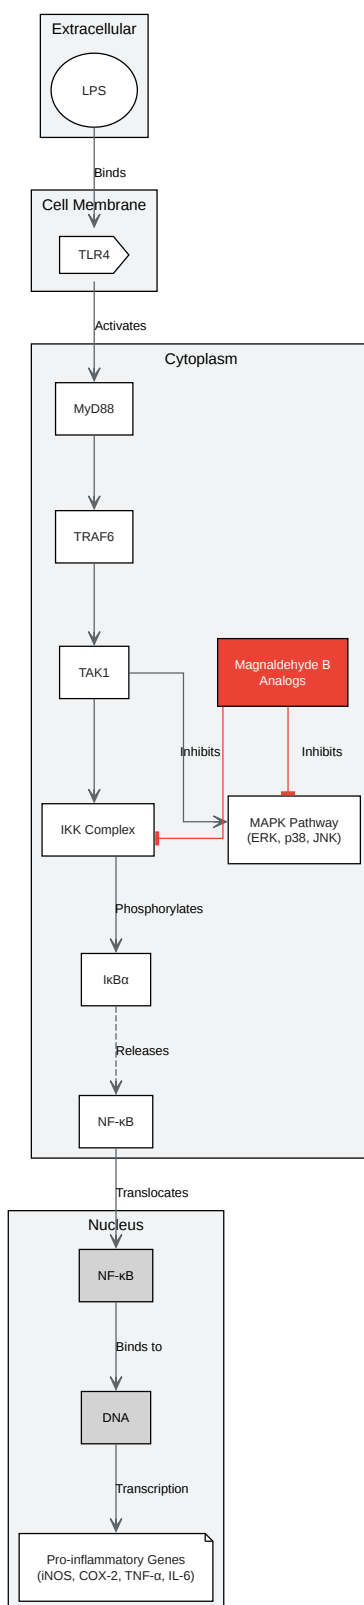 Extracellular
LPS
Binds
Cell Membrane
TLR4
Activates
Cytoplasm
MyD88
TRAF6
TAK1
Magnaldehyde B
Analogs
Inhibits
Inhibits
IKK Complex
MAPK Pathway
(ERK, p38, JNK)
Phosphorylates
IκBα
Releases
NF-κB
Translocates
Nucleus
NF-κB
Binds to
DNA
Transcription
Pro-inflammatory Genes
(iNOS, COX-2, TNF-α, IL-6)